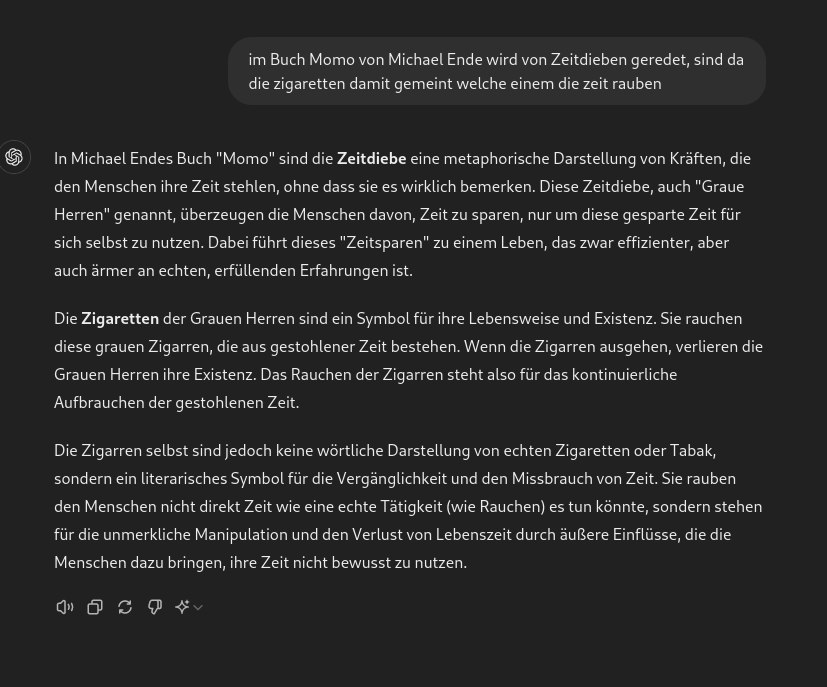 im Buch Momo von Michael Ende wird von Zeitdieben geredet, sind da
die zigaretten damit gemeint welche einem die zeit rauben
In Michael Endes Buch "Momo" sind die Zeitdiebe eine metaphorische Darstellung von Kräften, die
den Menschen ihre Zeit stehlen, ohne dass sie es wirklich bemerken. Diese Zeitdiebe, auch "Graue
Herren" genannt, überzeugen die Menschen davon, Zeit zu sparen, nur um diese gesparte Zeit für
sich selbst zu nutzen. Dabei führt dieses "Zeitsparen" zu einem Leben, das zwar effizienter, aber
auch ärmer an echten, erfüllenden Erfahrungen ist.
Die Zigaretten der Grauen Herren sind ein Symbol für ihre Lebensweise und Existenz. Sie rauchen
diese grauen Zigarren, die aus gestohlener Zeit bestehen. Wenn die Zigarren ausgehen, verlieren die
Grauen Herren ihre Existenz. Das Rauchen der Zigarren steht also für das kontinuierliche
Aufbrauchen der gestohlenen Zeit.
Die Zigarren selbst sind jedoch keine wörtliche Darstellung von echten Zigaretten oder Tabak,
sondern ein literarisches Symbol für die Vergänglichkeit und den Missbrauch von Zeit. Sie rauben
den Menschen nicht direkt Zeit wie eine echte Tätigkeit (wie Rauchen) es tun könnte, sondern stehen
für die unmerkliche Manipulation und den Verlust von Lebenszeit durch äußere Einflüsse, die die
Menschen dazu bringen, ihre Zeit nicht bewusst zu nutzen.